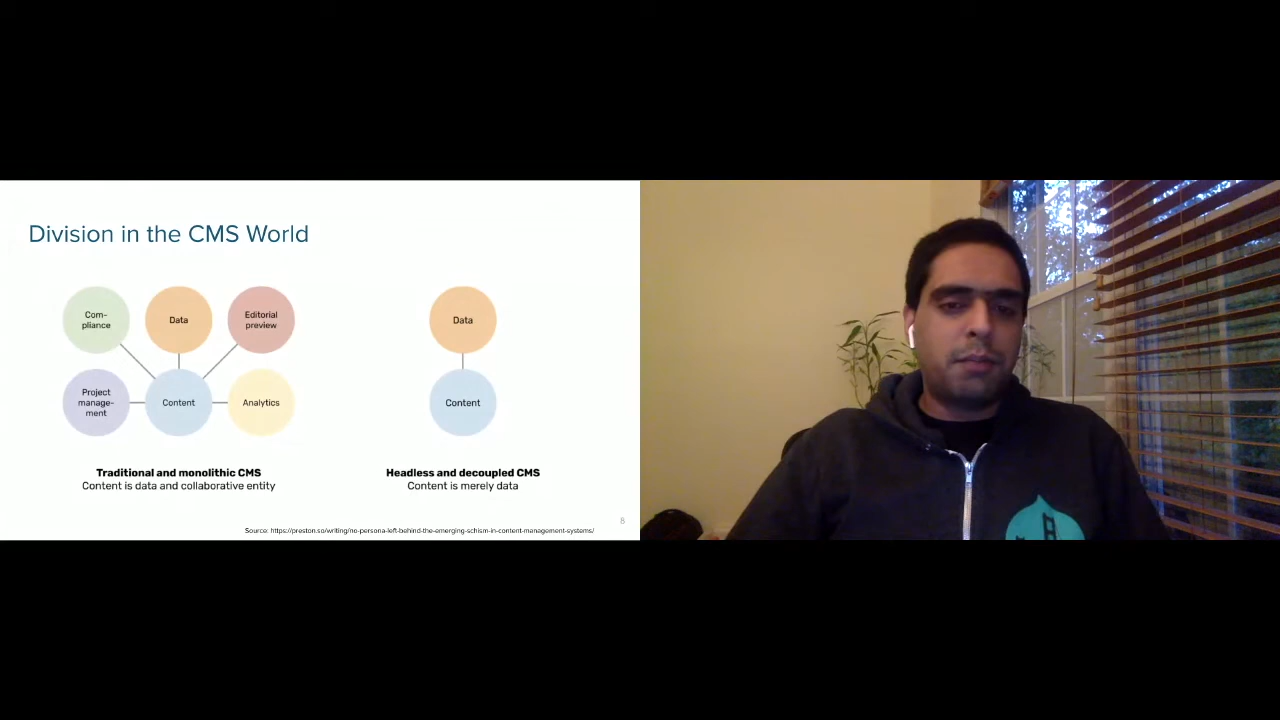 Division in the CMS World
Com-
pliance
Data
Editorial
preview
Project
manage-
ment
Content
Analytics
Traditional and monolithic CMS
Content is data and collaborative entity
Data
Content
Headless and decoupled CMS
Content is merely data
8
Source: https://preston.so/writing/no-persona-left-behind-the-emerging-schism-in-content-management-systems/